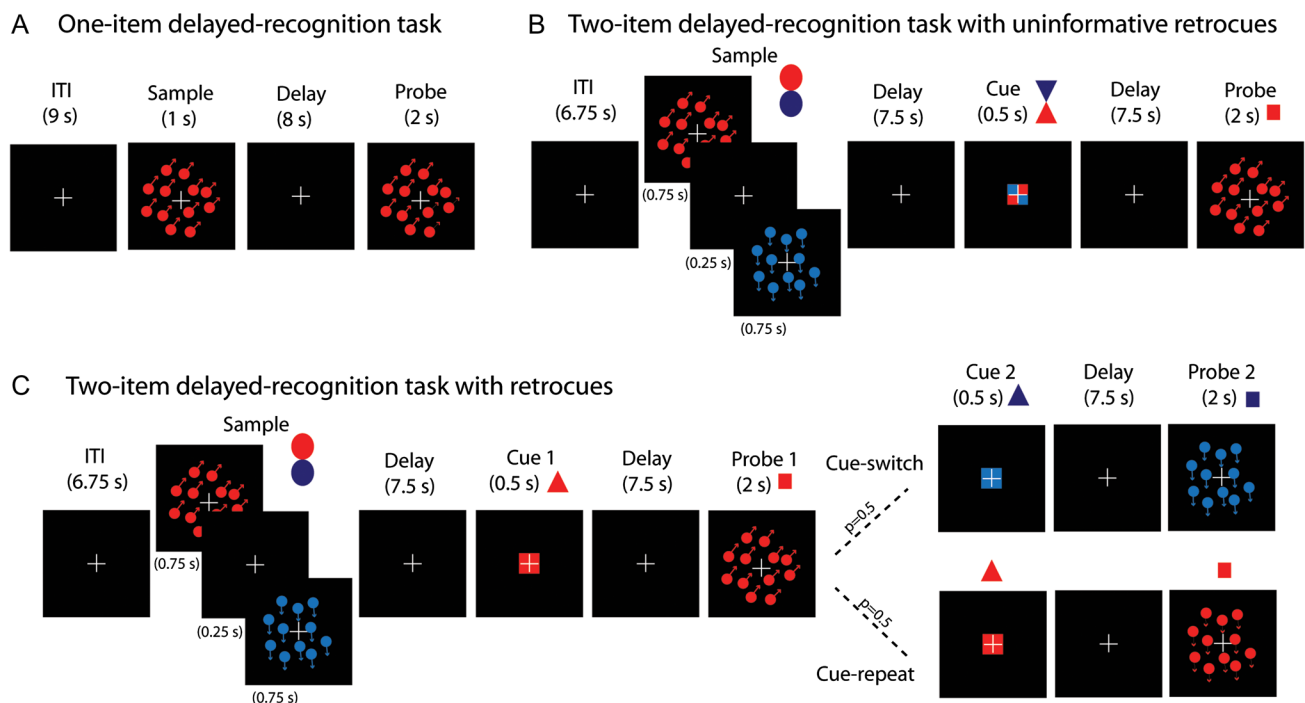 A One-item delayed-recognition task
ITI
(9 s)
Sample
(1 s)
Delay
(8 s)
Probe
(2 s)
B Two-item delayed-recognition task with uninformative retrocues
ITI
(6.75 s)
Sample
(0.75 s)
(0.25 s)
(0.75 s)
Delay
(7.5 s)
Cue
(0.5 s)
Delay
(7.5 s)
Probe
(2 s)
C Two-item delayed-recognition task with retrocues
ITI
(6.75 s)
Sample
(0.75 s)
(0.25 s)
(0.75 s)
Delay
(7.5 s)
Cue 1
(0.5 s)
Delay
(7.5 s)
Probe 1
(2 s)
Cue-switch
p=0.5
Cue 2
(0.5 s)
Delay
(7.5 s)
Probe 2
(2 s)
p=0.5
Cue-repeat